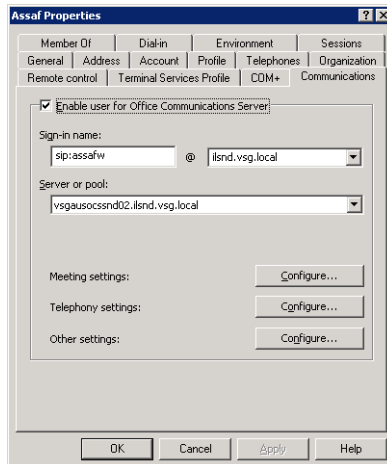 Assaf Properties
Member Of Dial-in Environment Sessions
General Address Account Profile Telephones Organization
Remote control Terminal Services Profile COM+ Communications
Enable user for Office Communications Server
Sign-in name:
sip:assafw @ ilsnd.vsg.local
Server or pool:
vsgausocssnd02.ilsnd.vsg.local
Meeting settings: Configure...
Telephony settings: Configure...
Other settings: Configure...
OK Cancel Apply Help